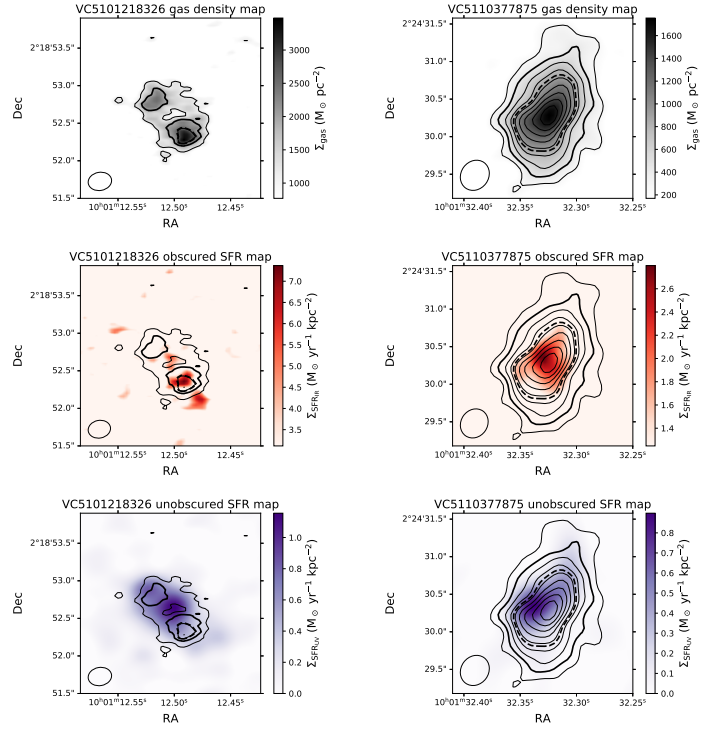 VC5101218326 gas density map
VC5110377875 gas density map
2°18'53.5"
53.0"
52.5"
52.0"
51.5"
Dec
10ʰ01ᵐ12.55ˢ
12.50ˢ
12.45ˢ
RA
3000
2500
2000
1500
1000
Σgas (M⊙ pc⁻²)
2°24'31.5"
31.0"
30.5"
30.0"
29.5"
Dec
10ʰ01ᵐ32.40ˢ
32.35ˢ
32.30ˢ
32.25ˢ
RA
1600
1400
1200
1000
800
600
400
200
Σgas (M⊙ pc⁻²)
VC5101218326 obscured SFR map
VC5110377875 obscured SFR map
2°18'53.5"
53.0"
52.5"
52.0"
51.5"
Dec
10ʰ01ᵐ12.55ˢ
12.50ˢ
12.45ˢ
RA
7.0
6.5
6.0
5.5
5.0
4.5
4.0
3.5
ΣSFR_IR (M⊙ yr⁻¹ kpc⁻²)
2°24'31.5"
31.0"
30.5"
30.0"
29.5"
Dec
10ʰ01ᵐ32.40ˢ
32.35ˢ
32.30ˢ
32.25ˢ
RA
2.6
2.4
2.2
2.0
1.8
1.6
1.4
ΣSFR_IR (M⊙ yr⁻¹ kpc⁻²)
VC5101218326 unobscured SFR map
VC5110377875 unobscured SFR map
2°18'53.5"
53.0"
52.5"
52.0"
51.5"
Dec
10ʰ01ᵐ12.55ˢ
12.50ˢ
12.45ˢ
RA
1.0
0.8
0.6
0.4
0.2
0.0
ΣSFR_UV (M⊙ yr⁻¹ kpc⁻²)
2°24'31.5"
31.0"
30.5"
30.0"
29.5"
Dec
10ʰ01ᵐ32.40ˢ
32.35ˢ
32.30ˢ
32.25ˢ
RA
0.8
0.7
0.6
0.5
0.4
0.3
0.2
0.1
0.0
ΣSFR_UV (M⊙ yr⁻¹ kpc⁻²)